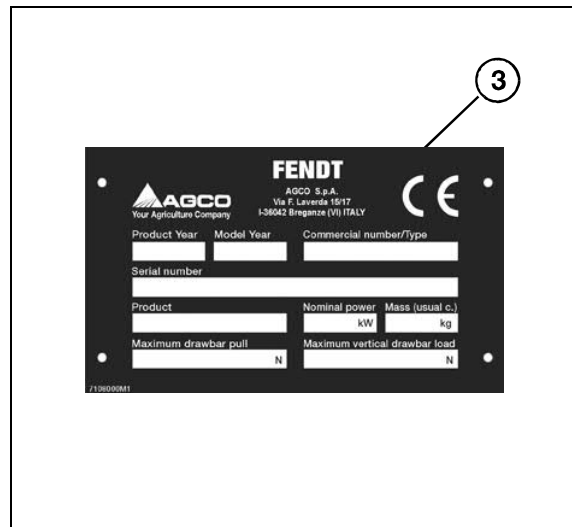 3
FENDT
AGCO
Your Agriculture Company
AGCO S.p.A.
Via F. Laverda 15/17
I-36042 Breganze (VI) ITALY
CE
Product Year Model Year Commercial number/Type
Serial number
Product Nominal power Mass (usual c.)
kW kg
Maximum drawbar pull Maximum vertical drawbar load
N N
7106000M1